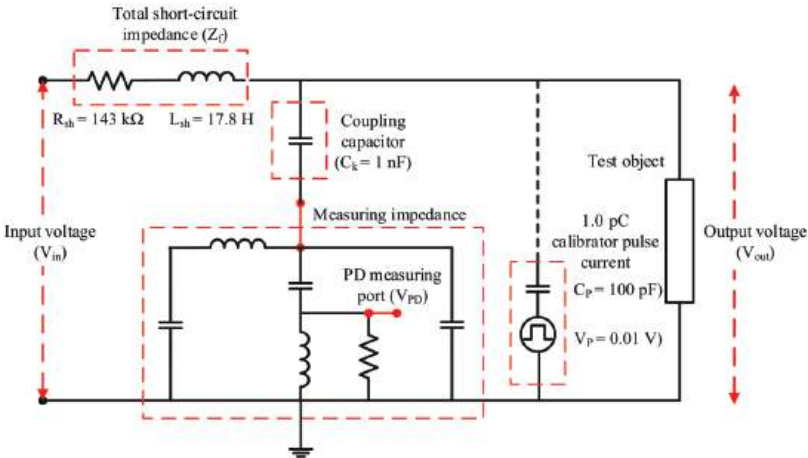 Total short-circuit
impedance (Zf)
Rsh = 143 kΩ
Lsh = 17.8 H
Coupling
capacitor
(Ck = 1 nF)
Test object
Measuring impedance
Input voltage
(Vin)
1.0 pC
calibrator pulse
current
Output voltage
(Vout)
PD measuring
port (VPD)
CP = 100 pF)
VP = 0.01 V)